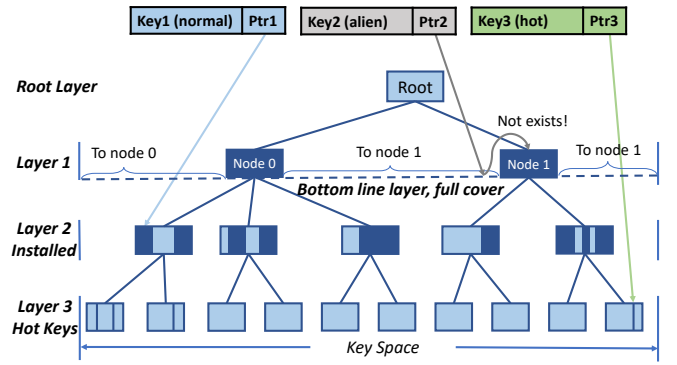 Key1 (normal) Ptr1 Key2 (alien) Ptr2 Key3 (hot) Ptr3
Root Layer
Root
Not exists!
Layer 1
To node 0
Node 0
To node 1
Node 1
To node 1
Bottom line layer, full cover
Layer 2
Installed
Layer 3
Hot Keys
Key Space